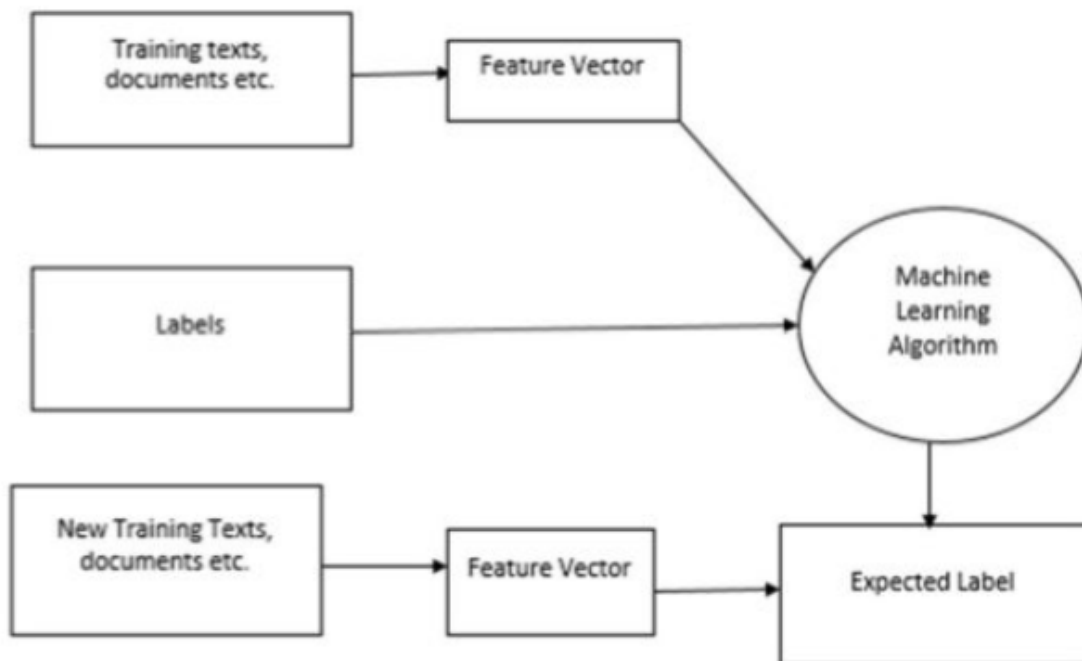 Training texts,
documents etc.
Feature Vector
Labels
Machine
Learning
Algorithm
New Training Texts,
documents etc.
Feature Vector
Expected Label